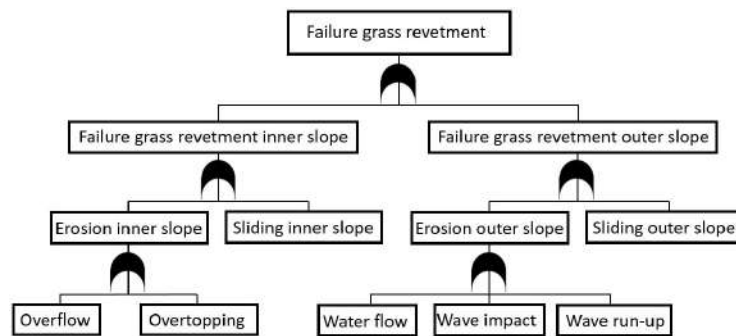 Failure grass revetment
Failure grass revetment inner slope
Failure grass revetment outer slope
Erosion inner slope
Sliding inner slope
Erosion outer slope
Sliding outer slope
Overflow
Overtopping
Water flow
Wave impact
Wave run-up